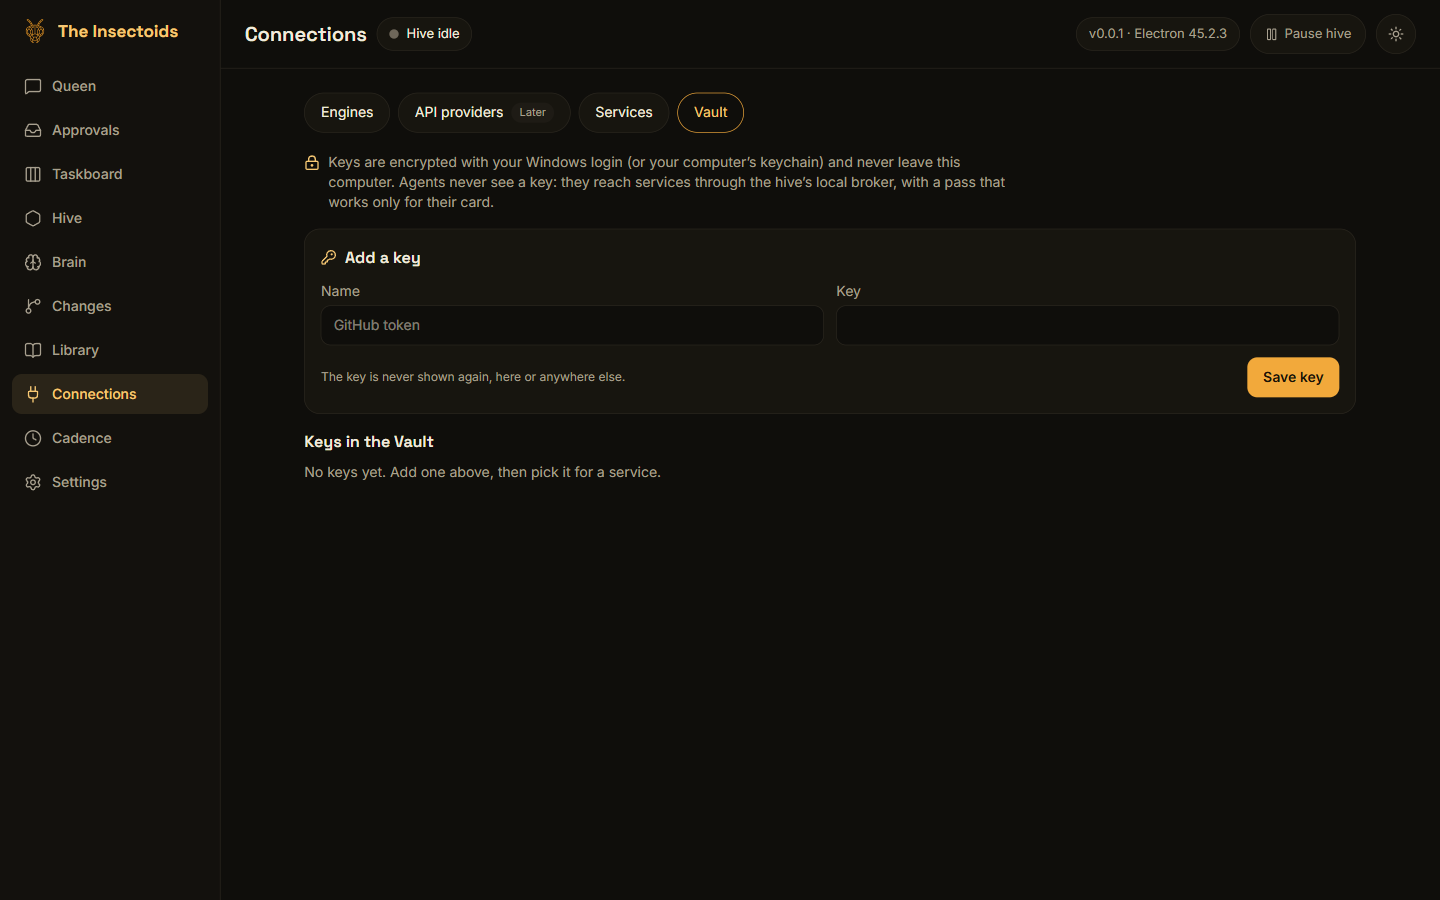 The Insectoids
Connections
Hive idle
v0.0.1 · Electron 45.2.3
Pause hive
Queen
Approvals
Taskboard
Hive
Brain
Changes
Library
Connections
Cadence
Settings
Engines
API providers Later
Services
Vault
Keys are encrypted with your Windows login (or your computer’s keychain) and never leave this
computer. Agents never see a key: they reach services through the hive’s local broker, with a pass that
works only for their card.
Add a key
Name
Key
GitHub token
The key is never shown again, here or anywhere else.
Save key
Keys in the Vault
No keys yet. Add one above, then pick it for a service.